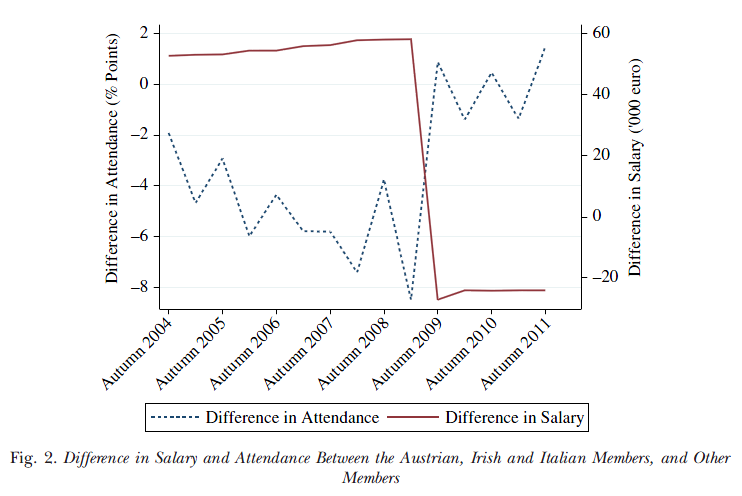 2
0
−2
−4
−6
−8
Difference in Attendance (% Points)
60
40
20
0
−20
Difference in Salary ('000 euro)
Autumn 2004
Autumn 2005
Autumn 2006
Autumn 2007
Autumn 2008
Autumn 2009
Autumn 2010
Autumn 2011
Difference in Attendance Difference in Salary
Fig. 2. Difference in Salary and Attendance Between the Austrian, Irish and Italian Members, and Other
Members